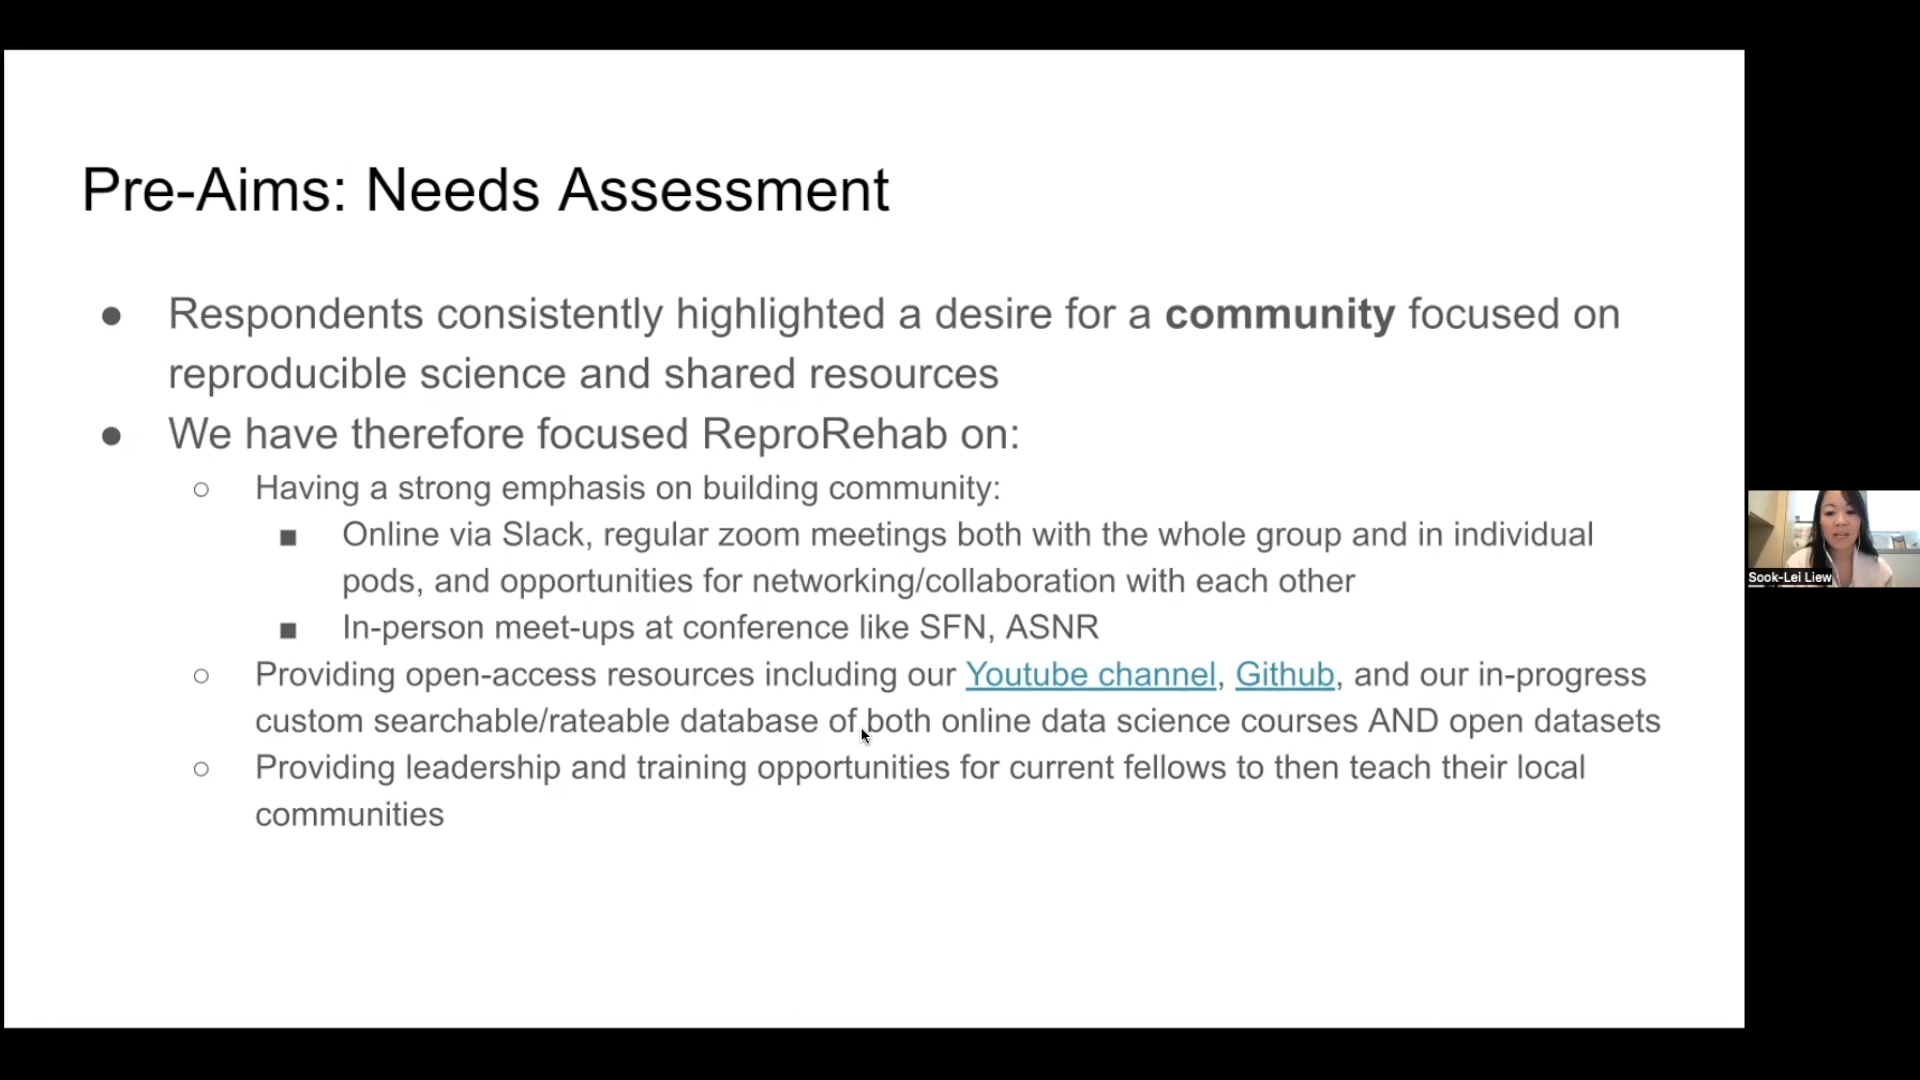 Pre-Aims: Needs Assessment
● Respondents consistently highlighted a desire for a community focused on
reproducible science and shared resources
● We have therefore focused ReproRehab on:
○ Having a strong emphasis on building community:
■ Online via Slack, regular zoom meetings both with the whole group and in individual
pods, and opportunities for networking/collaboration with each other
■ In-person meet-ups at conference like SFN, ASNR
○ Providing open-access resources including our Youtube channel, Github, and our in-progress
custom searchable/rateable database of both online data science courses AND open datasets
○ Providing leadership and training opportunities for current fellows to then teach their local
communities
Sook-Lei Liew